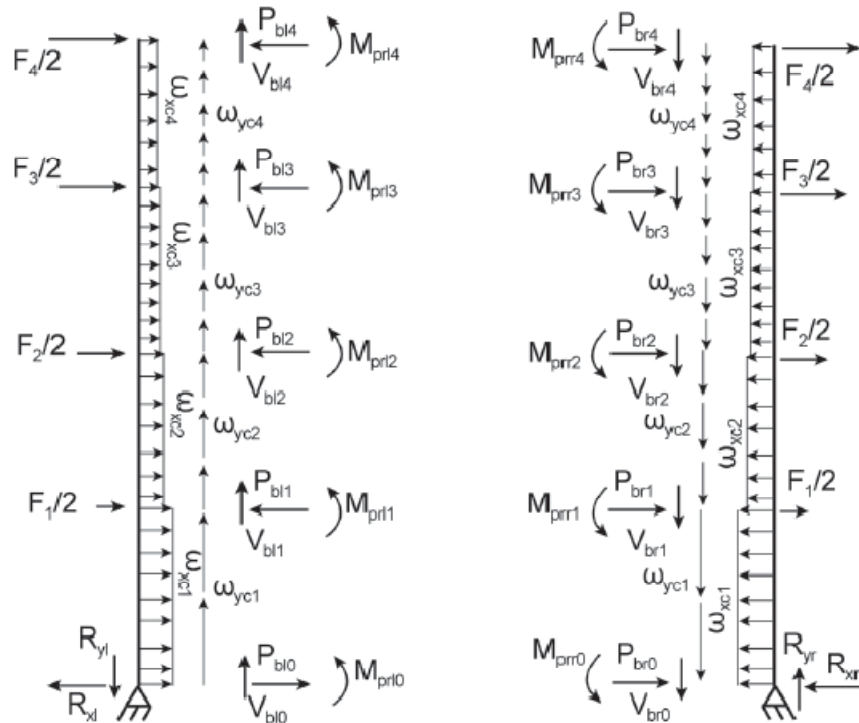 F₄/2
ω_xc4
P_bl4
V_bl4
M_prl4
ω_yc4
F₃/2
ω_xc3
P_bl3
V_bl3
M_prl3
ω_yc3
F₂/2
ω_xc2
P_bl2
V_bl2
M_prl2
ω_yc2
F₁/2
ω_xc1
P_bl1
V_bl1
M_prl1
ω_yc1
R_yl
R_xl
P_bl0
V_bl0
M_prl0
M_prr4
P_br4
V_br4
F₄/2
ω_yc4
ω_xc4
M_prr3
P_br3
V_br3
F₃/2
ω_yc3
ω_xc3
M_prr2
P_br2
V_br2
F₂/2
ω_yc2
ω_xc2
M_prr1
P_br1
V_br1
F₁/2
ω_yc1
ω_xc1
M_prr0
P_br0
V_br0
R_yr
R_xr